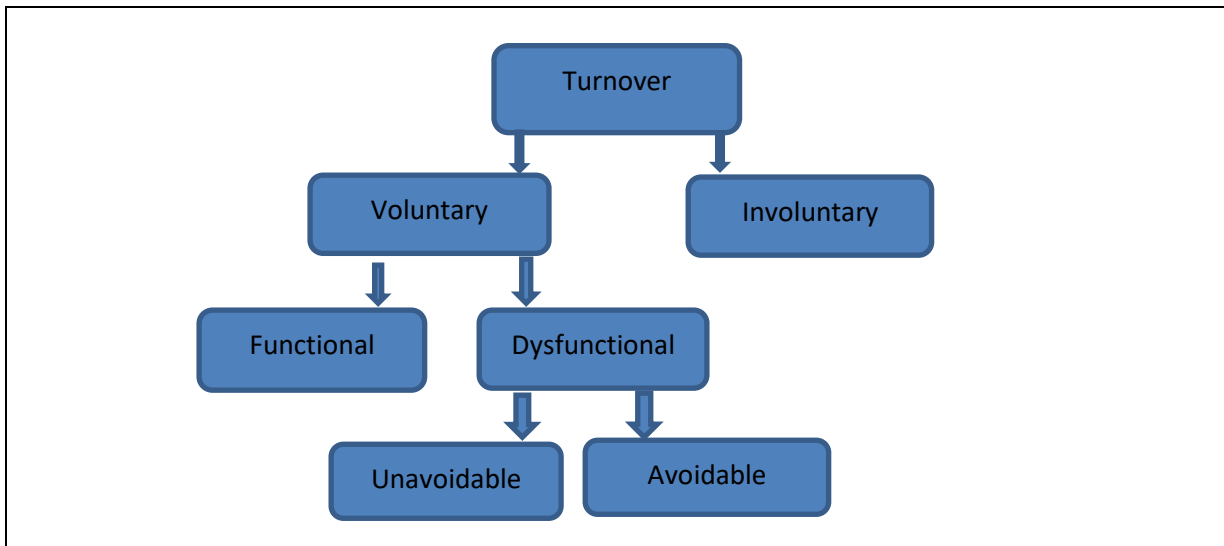 Turnover
Voluntary
Involuntary
Functional
Dysfunctional
Unavoidable
Avoidable